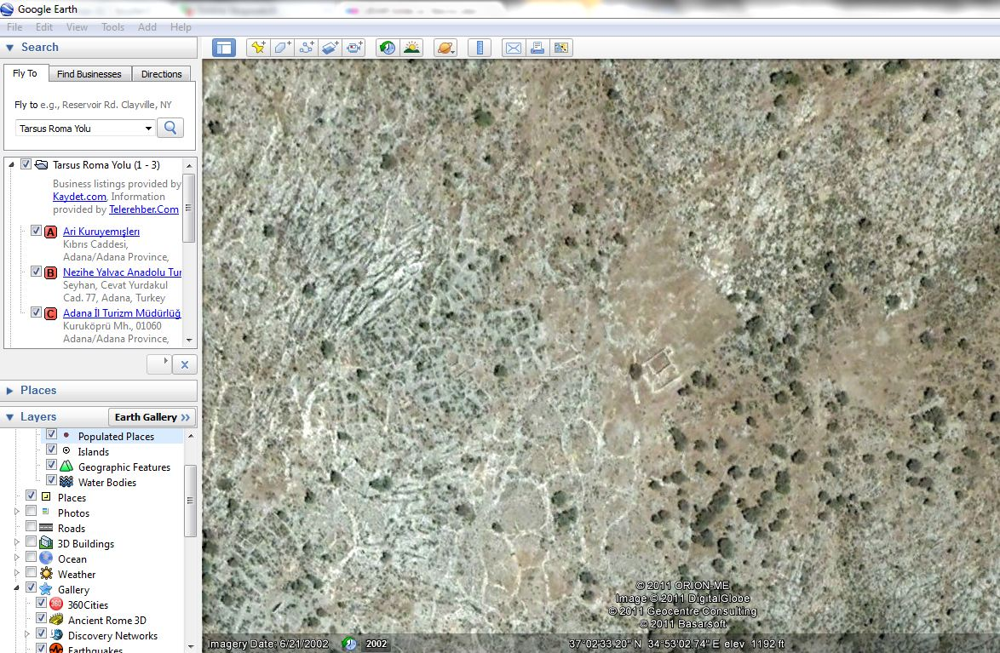 Google Earth
File Edit View Tools Add Help
Search
Fly To Find Businesses Directions
Fly to e.g., Reservoir Rd. Clayville, NY
Tarsus Roma Yolu
Tarsus Roma Yolu (1 - 3)
Business listings provided by
Kaydet.com, Information
provided by Telerehber.Com
A Ari Kuruyemışlerı
Kıbrıs Caddesi,
Adana/Adana Province,
B Nezihe Yalvac Anadolu Tur
Seyhan, Cevat Yurdakul
Cad. 77, Adana, Turkey
C Adana İl Turizm Müdürlüğ
Kuruköprü Mh., 01060
Adana/Adana Province,
Places
Layers Earth Gallery >>
Populated Places
Islands
Geographic Features
Water Bodies
Places
Photos
Roads
3D Buildings
Ocean
Weather
Gallery
360Cities
Ancient Rome 3D
Discovery Networks
Earthquakes
© 2011 ORION-ME
Image © 2011 DigitalGlobe
© 2011 Geocentre Consulting
© 2011 Basarsoft
Imagery Date: 6/21/2002 2002 37°02'33.20" N 34°53'02.74" E elev 1192 ft